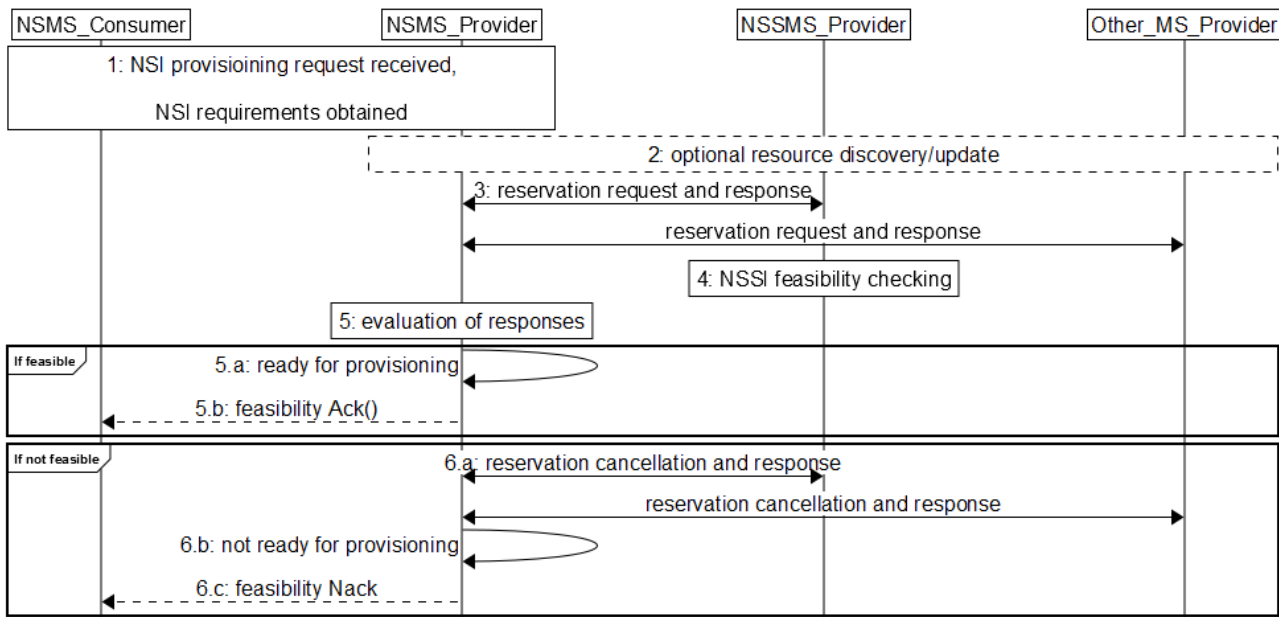 NSMS_Consumer
NSMS_Provider
NSSMS_Provider
Other_MS_Provider
1: NSI provisioining request received,
NSI requirements obtained
2: optional resource discovery/update
3: reservation request and response
reservation request and response
4: NSSI feasibility checking
5: evaluation of responses
If feasible
5.a: ready for provisioning
5.b: feasibility Ack()
If not feasible
6.a: reservation cancellation and response
reservation cancellation and response
6.b: not ready for provisioning
6.c: feasibility Nack